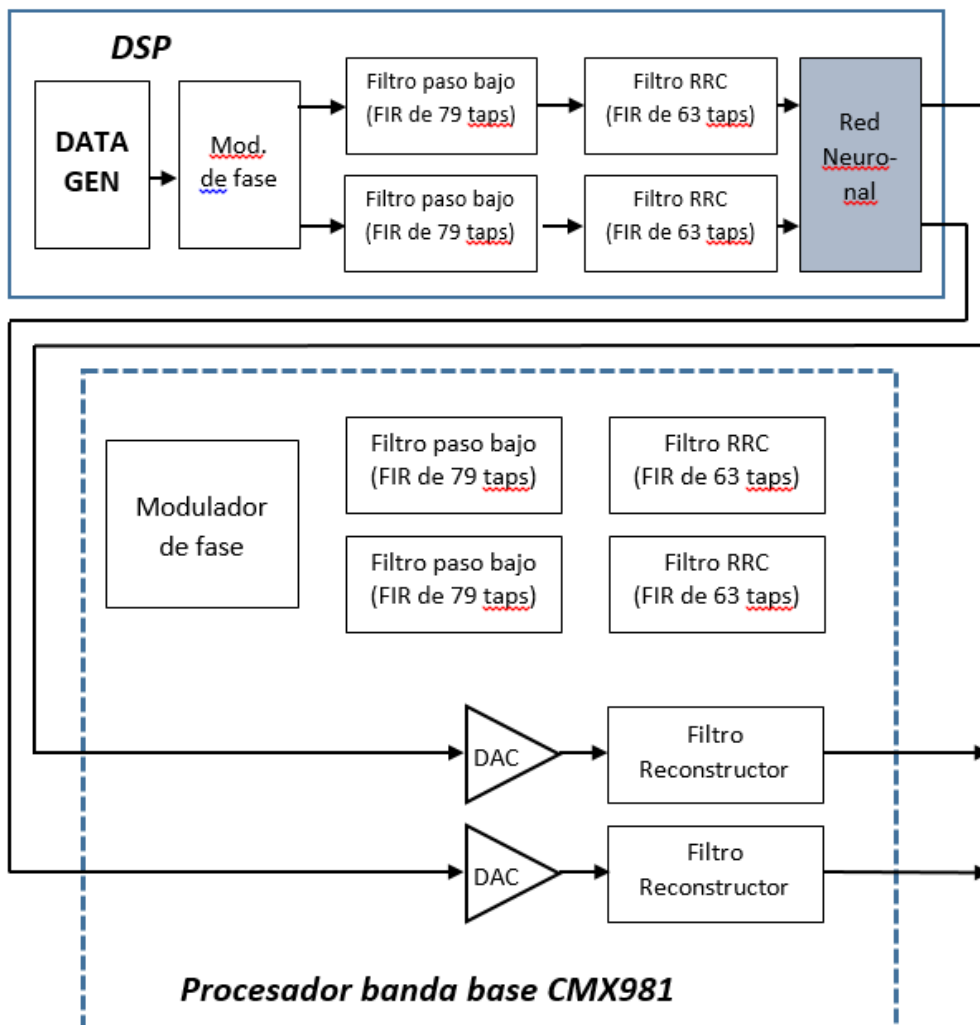 DSP
DATA
GEN
Mod.
de fase
Filtro paso bajo
(FIR de 79 taps)
Filtro RRC
(FIR de 63 taps)
Filtro paso bajo
(FIR de 79 taps)
Filtro RRC
(FIR de 63 taps)
Red
Neuro-
nal
Modulador
de fase
Filtro paso bajo
(FIR de 79 taps)
Filtro RRC
(FIR de 63 taps)
Filtro paso bajo
(FIR de 79 taps)
Filtro RRC
(FIR de 63 taps)
DAC
Filtro
Reconstructor
DAC
Filtro
Reconstructor
Procesador banda base CMX981